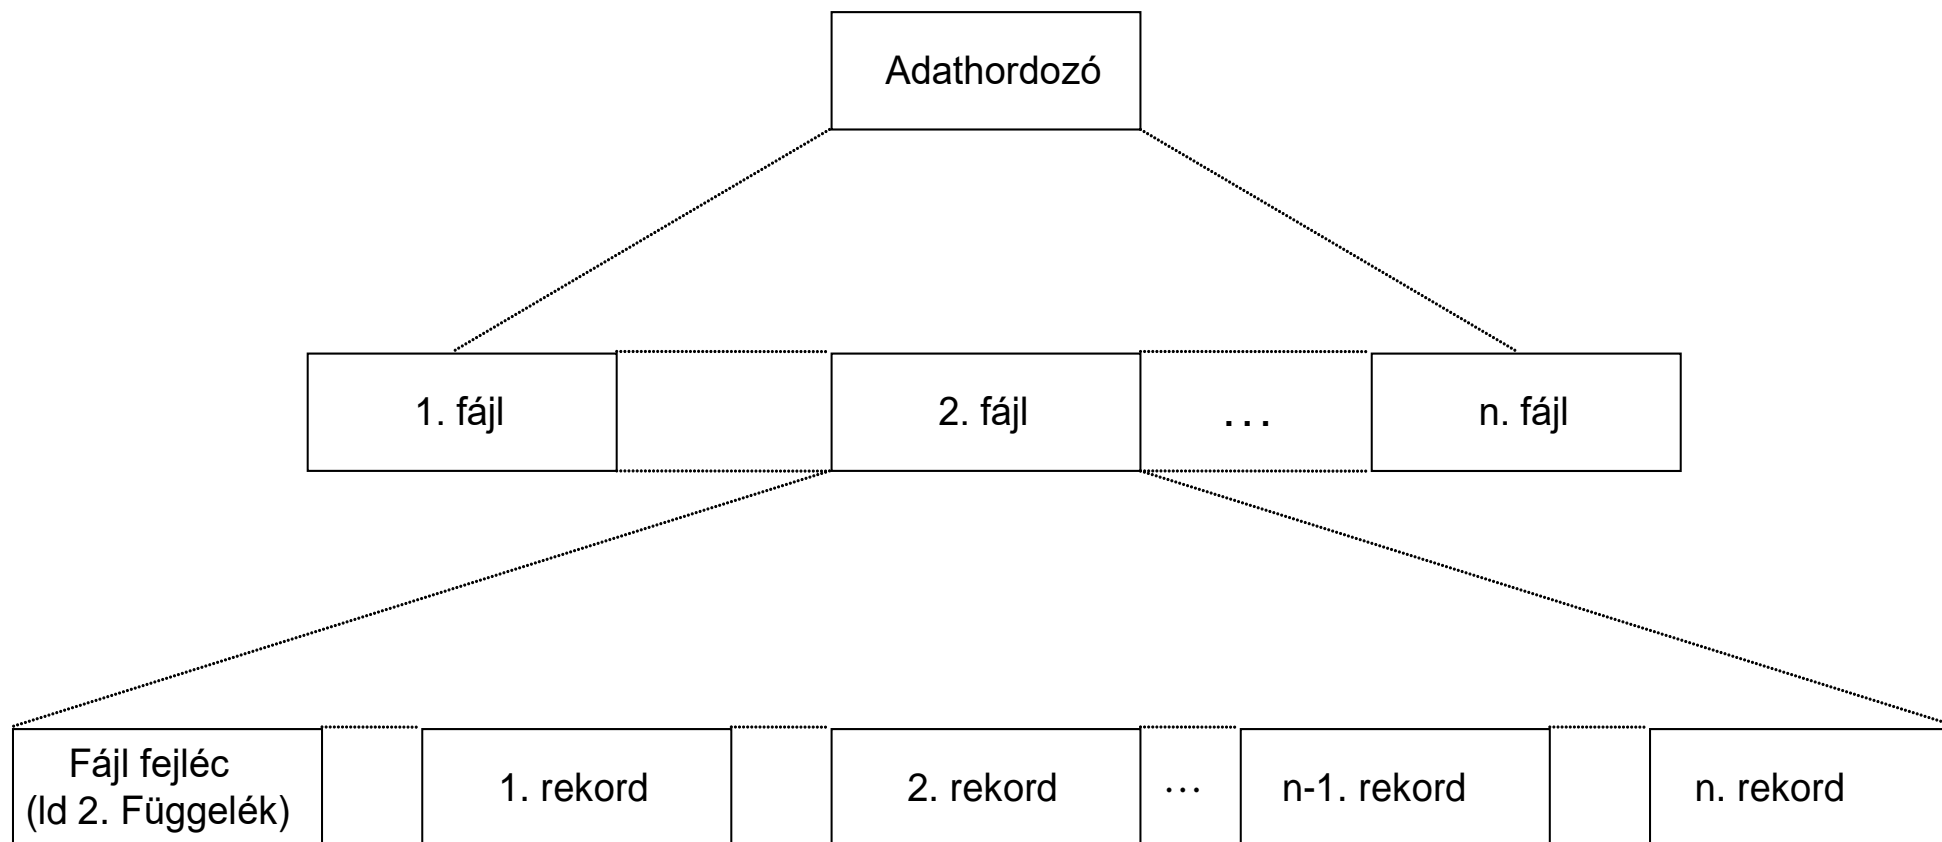 Adathordozó
1. fájl
2. fájl
...
n. fájl
Fájl fejléc
(ld 2. Függelék)
1. rekord
2. rekord
...
n-1. rekord
n. rekord